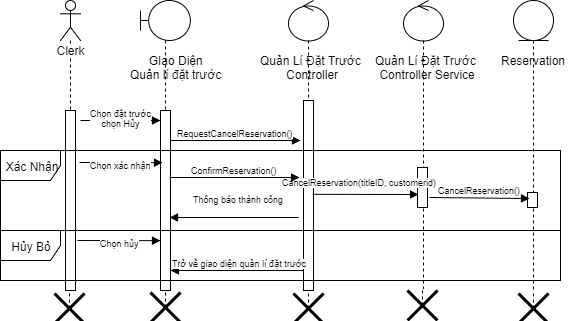 Clerk
Giao Diện
Quản lí đặt trước
Quản Lí Đặt Trước
Controller
Quản Lí Đặt Trước
Controller Service
Reservation
Chọn đặt trước
chọn Hủy
RequestCancelReservation()
Xác Nhận
Chọn xác nhận
ConfirmReservation()
CancelReservation(titleID, customerid)
CancelReservation()
Thông báo thành công
Hủy Bỏ
Chọn hủy
Trở về giao diện quản lí đặt trước